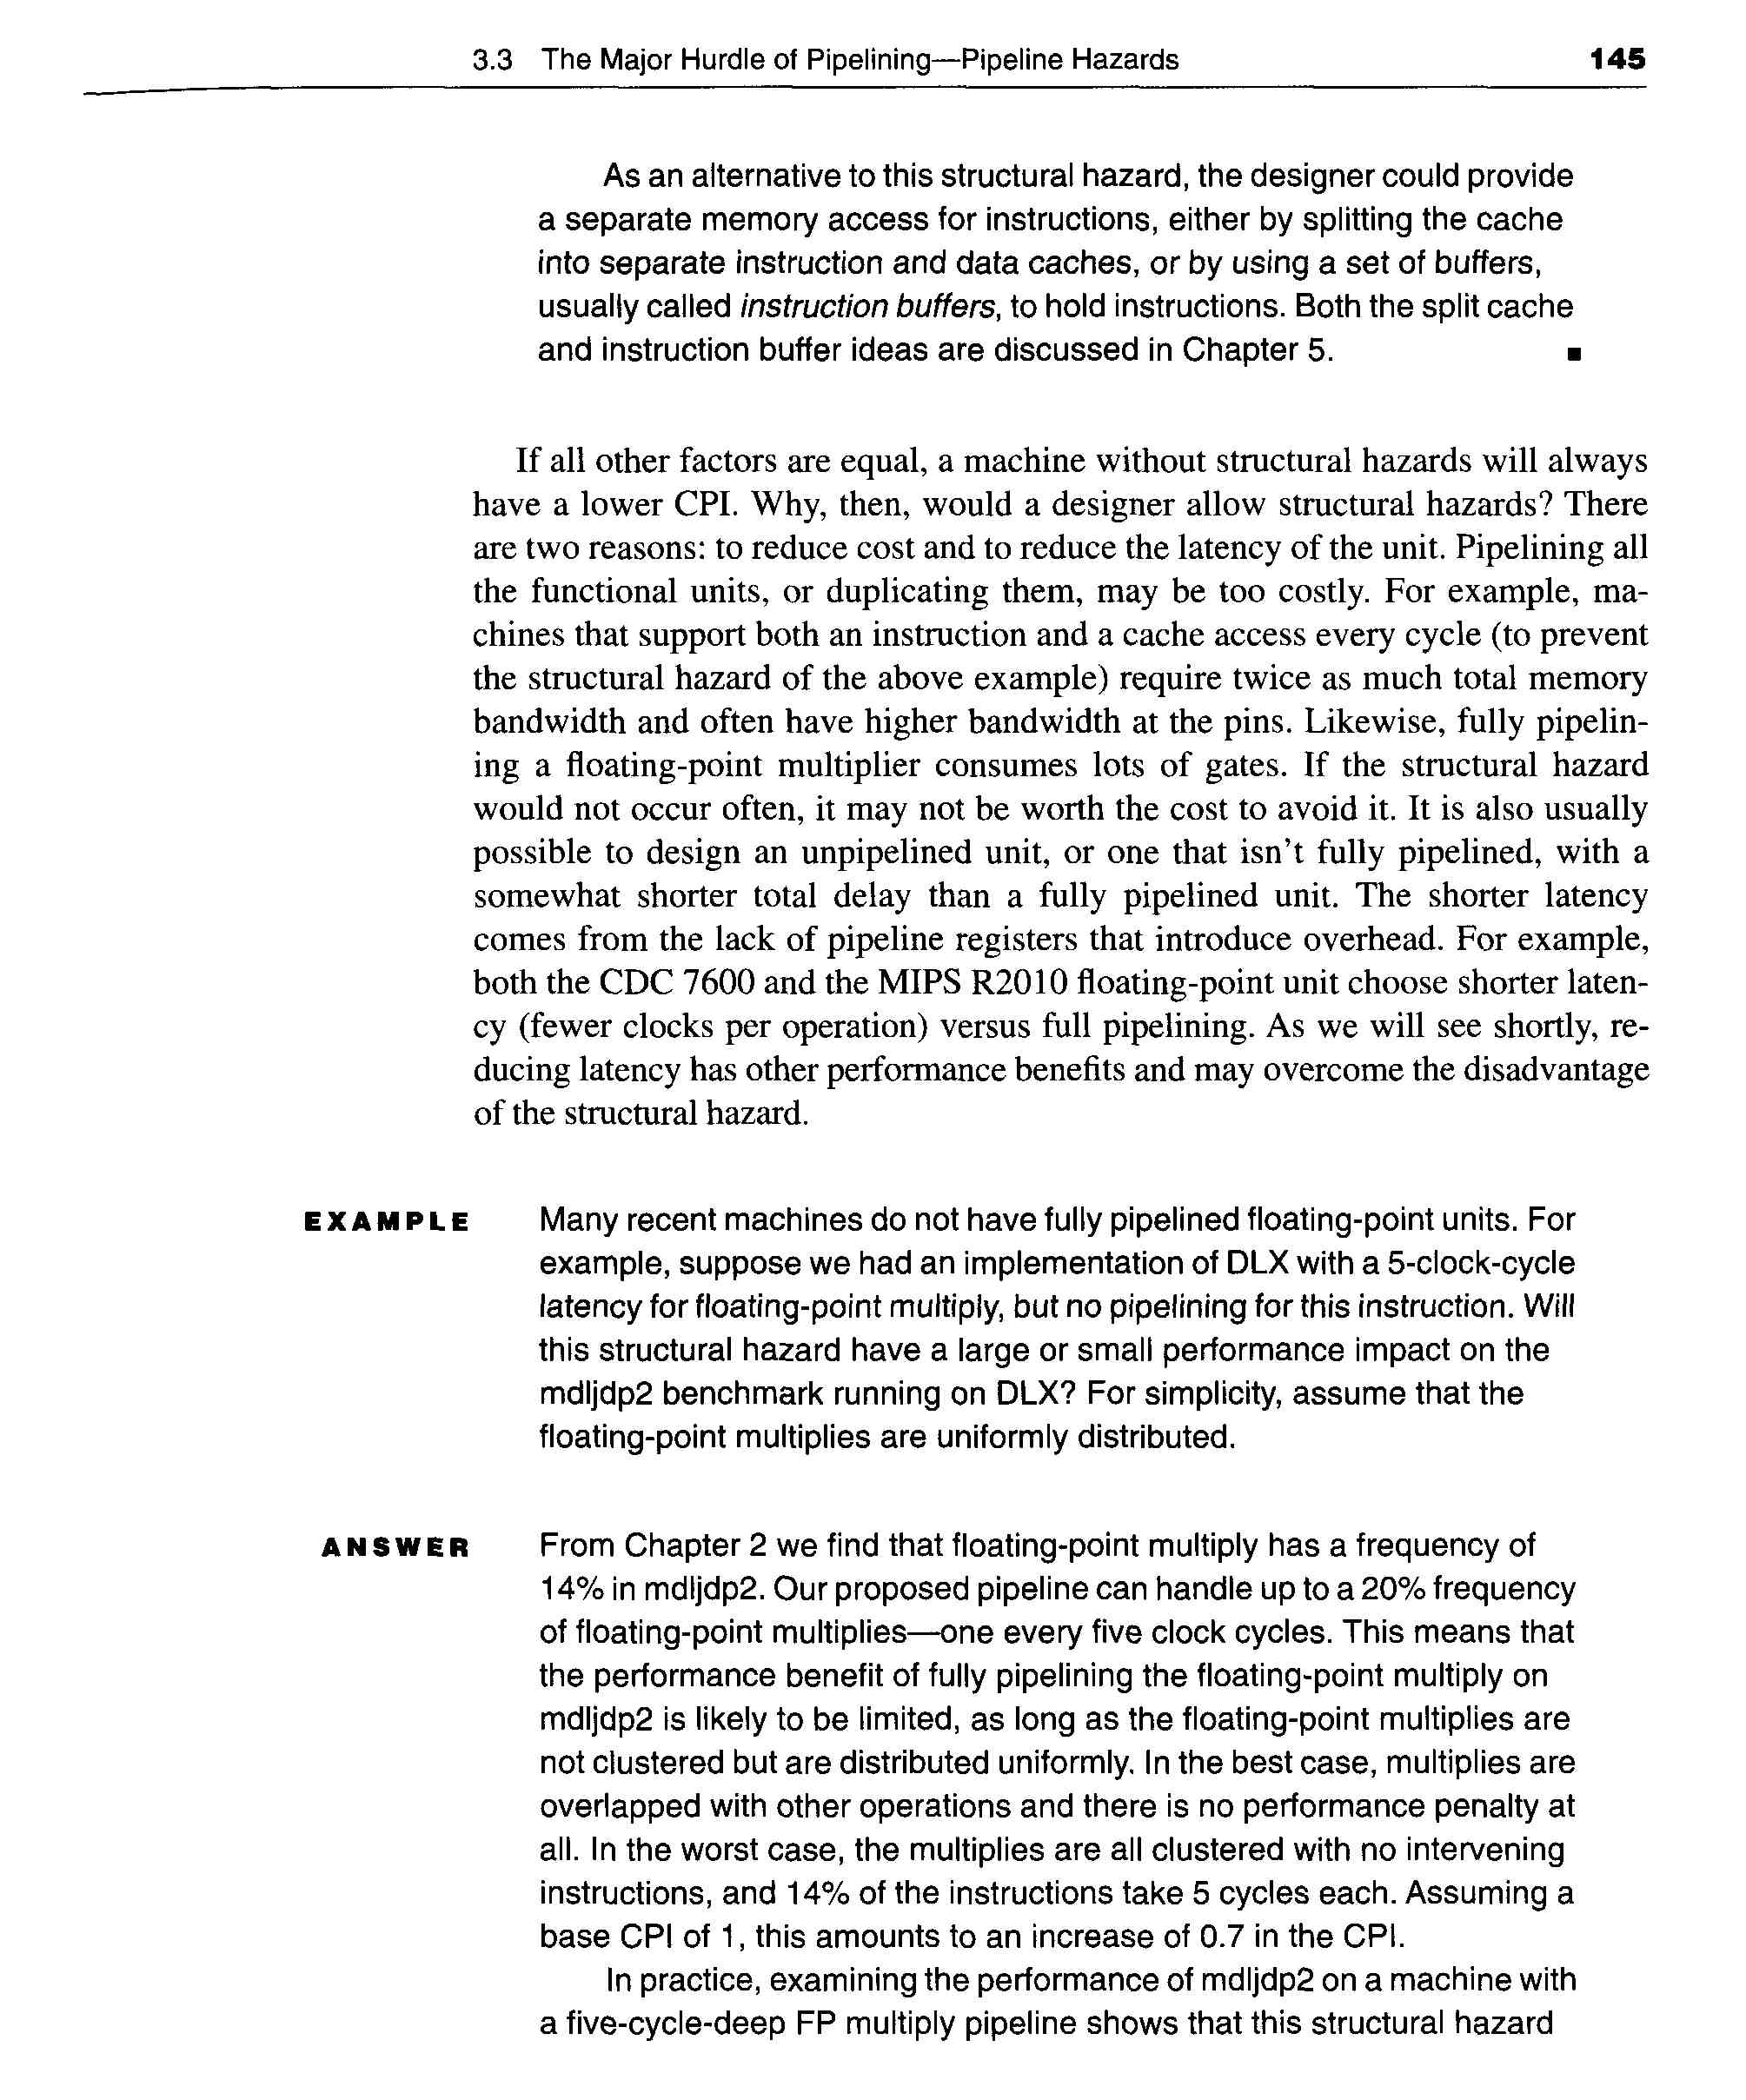 3.3 The Major Hurdle of Pipelining—Pipeline Hazards 145
As an alternative to this structural hazard, the designer could provide
a separate memory access for instructions, either by splitting the cache
into separate instruction and data caches, or by using a set of buffers,
usually called instruction buffers, to hold instructions. Both the split cache
and instruction buffer ideas are discussed in Chapter 5. ■
If all other factors are equal, a machine without structural hazards will always
have a lower CPI. Why, then, would a designer allow structural hazards? There
are two reasons: to reduce cost and to reduce the latency of the unit. Pipelining all
the functional units, or duplicating them, may be too costly. For example, ma-
chines that support both an instruction and a cache access every cycle (to prevent
the structural hazard of the above example) require twice as much total memory
bandwidth and often have higher bandwidth at the pins. Likewise, fully pipelin-
ing a floating-point multiplier consumes lots of gates. If the structural hazard
would not occur often, it may not be worth the cost to avoid it. It is also usually
possible to design an unpipelined unit, or one that isn't fully pipelined, with a
somewhat shorter total delay than a fully pipelined unit. The shorter latency
comes from the lack of pipeline registers that introduce overhead. For example,
both the CDC 7600 and the MIPS R2010 floating-point unit choose shorter laten-
cy (fewer clocks per operation) versus full pipelining. As we will see shortly, re-
ducing latency has other performance benefits and may overcome the disadvantage
of the structural hazard.
EXAMPLE Many recent machines do not have fully pipelined floating-point units. For
example, suppose we had an implementation of DLX with a 5-clock-cycle
latency for floating-point multiply, but no pipelining for this instruction. Will
this structural hazard have a large or small performance impact on the
mdljdp2 benchmark running on DLX? For simplicity, assume that the
floating-point multiplies are uniformly distributed.
ANSWER From Chapter 2 we find that floating-point multiply has a frequency of
14% in mdljdp2. Our proposed pipeline can handle up to a 20% frequency
of floating-point multiplies—one every five clock cycles. This means that
the performance benefit of fully pipelining the floating-point multiply on
mdljdp2 is likely to be limited, as long as the floating-point multiplies are
not clustered but are distributed uniformly. In the best case, multiplies are
overlapped with other operations and there is no performance penalty at
all. In the worst case, the multiplies are all clustered with no intervening
instructions, and 14% of the instructions take 5 cycles each. Assuming a
base CPI of 1, this amounts to an increase of 0.7 in the CPI.
In practice, examining the performance of mdljdp2 on a machine with
a five-cycle-deep FP multiply pipeline shows that this structural hazard